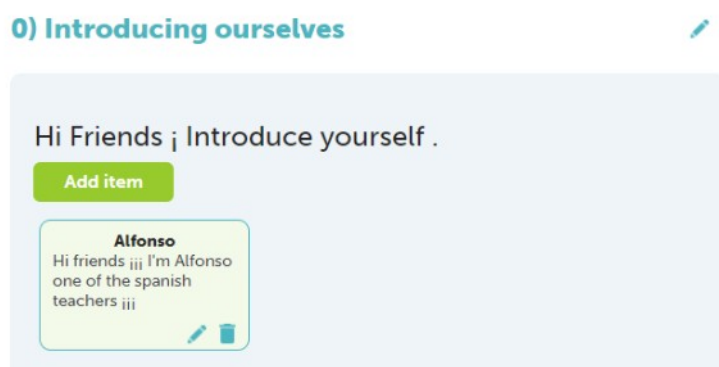 0) Introducing ourselves
Hi Friends ¡ Introduce yourself .
Add item
Alfonso
Hi friends ¡¡¡ I'm Alfonso
one of the spanish
teachers ¡¡¡